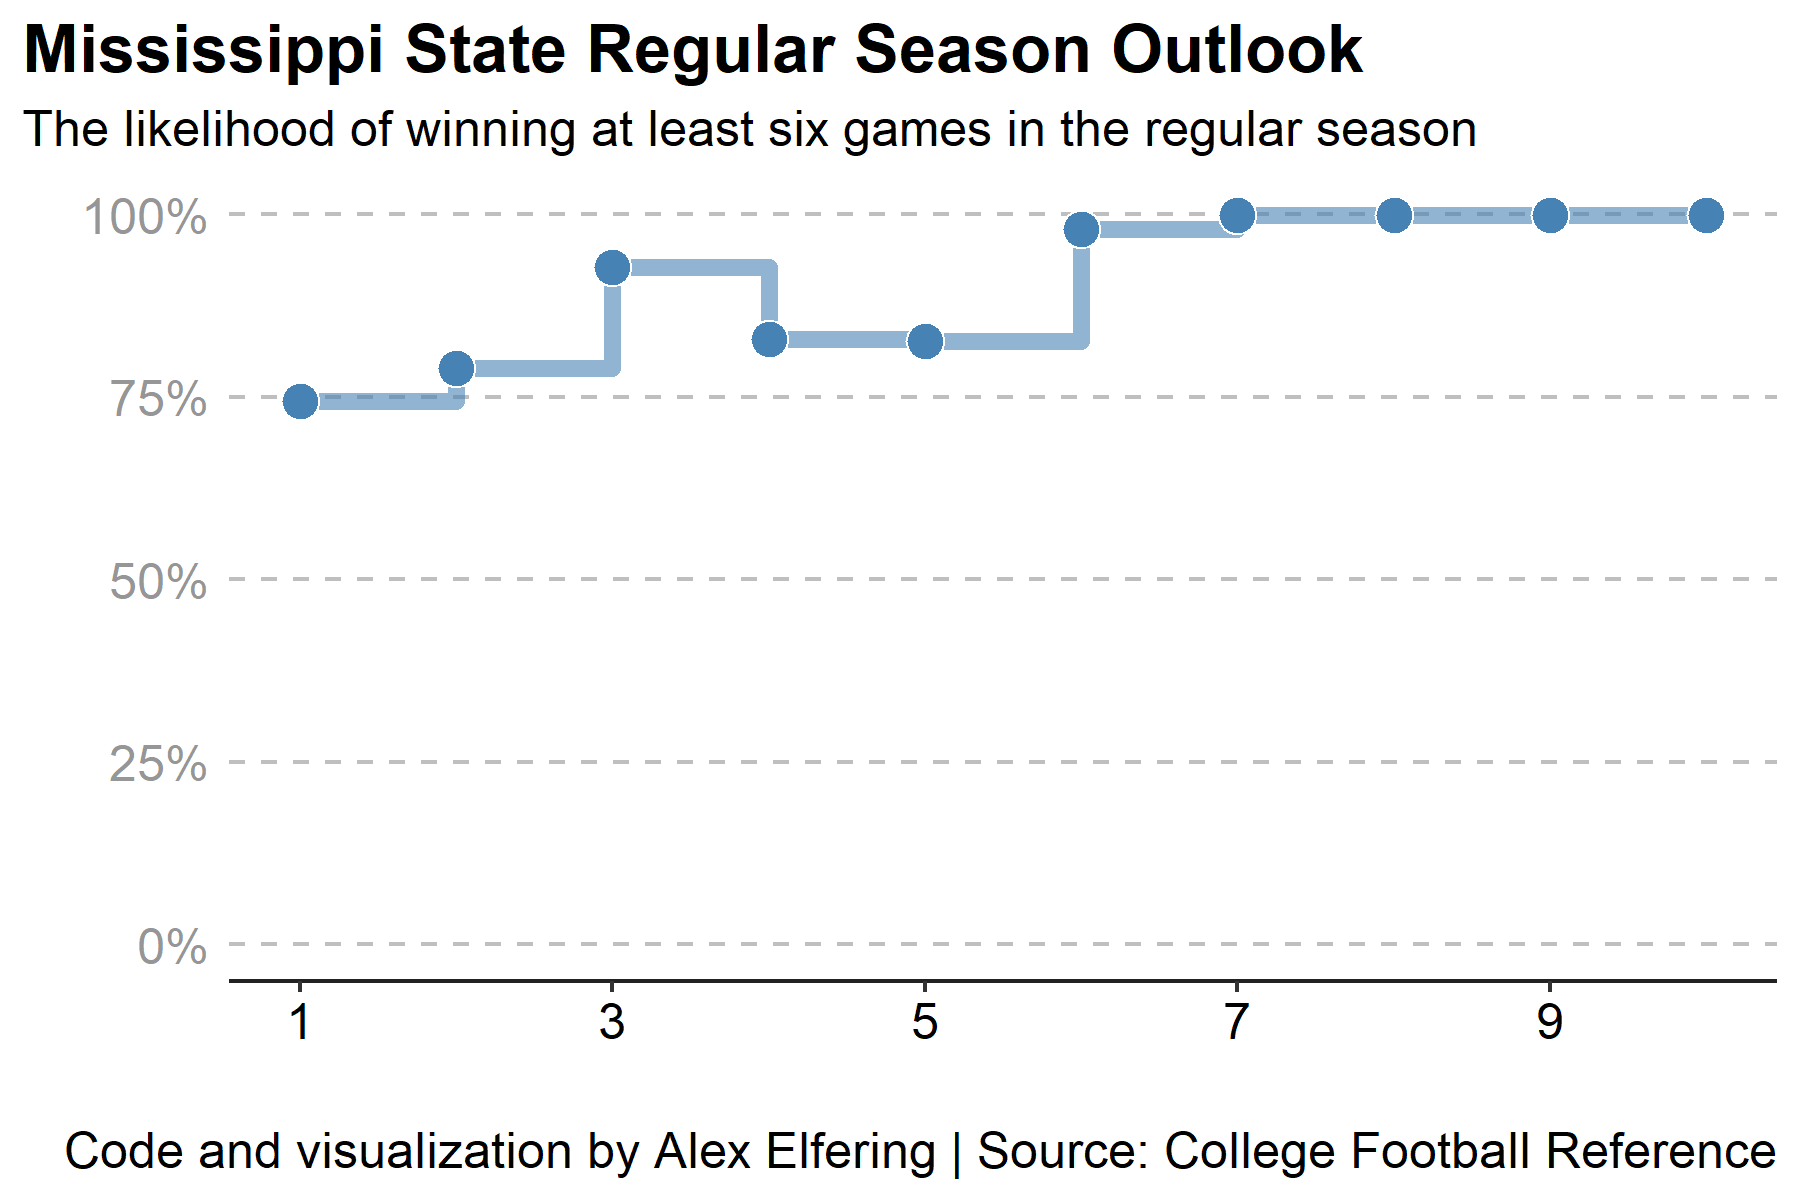 Mississippi State Regular Season Outlook
The likelihood of winning at least six games in the regular season
100%
75%
50%
25%
0%
1 3 5 7 9
Code and visualization by Alex Elfering | Source: College Football Reference